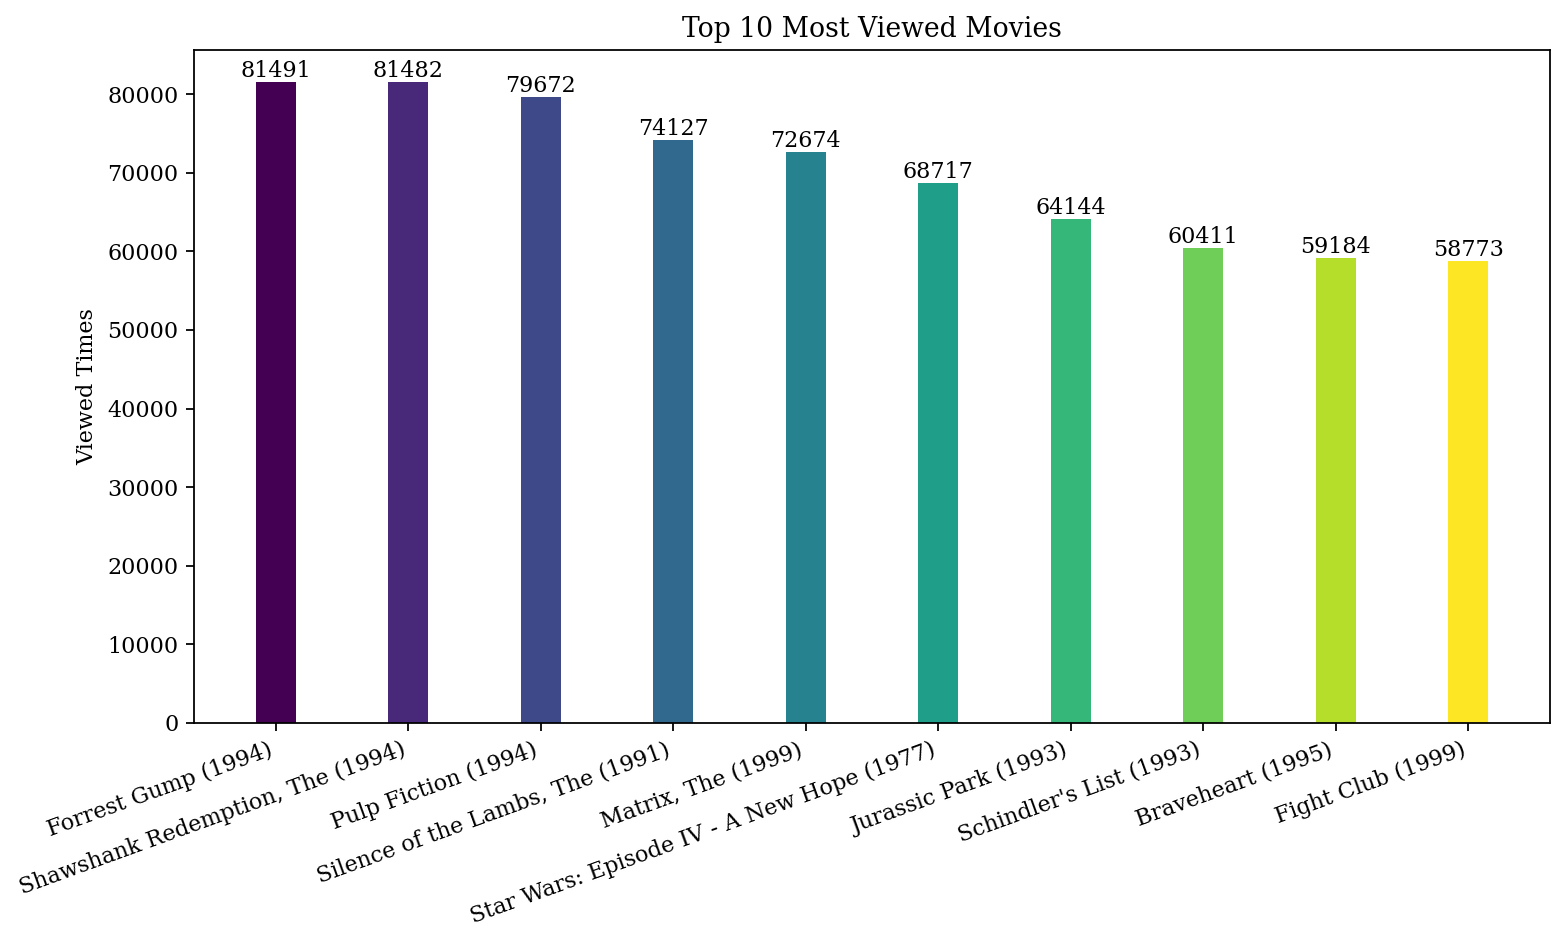 Top 10 Most Viewed Movies
81491
81482
79672
74127
72674
68717
64144
60411
59184
58773
Viewed Times
80000
70000
60000
50000
40000
30000
20000
10000
0
Forrest Gump (1994)
Shawshank Redemption, The (1994)
Pulp Fiction (1994)
Silence of the Lambs, The (1991)
Matrix, The (1999)
Star Wars: Episode IV - A New Hope (1977)
Jurassic Park (1993)
Schindler's List (1993)
Braveheart (1995)
Fight Club (1999)